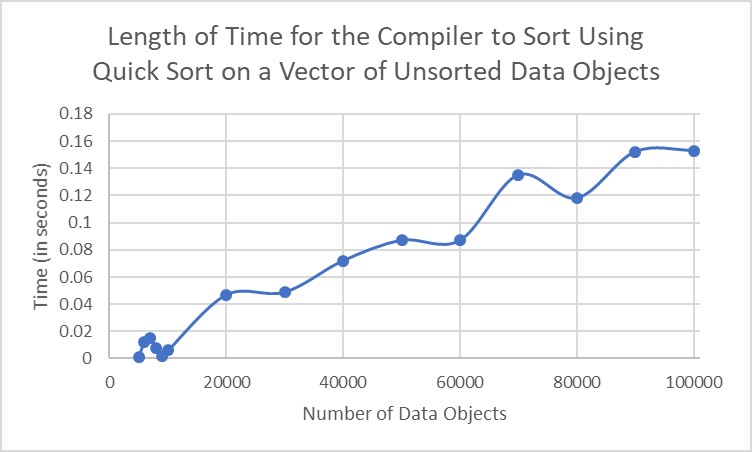 Length of Time for the Compiler to Sort Using
Quick Sort on a Vector of Unsorted Data Objects
0.18
0.16
0.14
0.12
0.1
0.08
0.06
0.04
0.02
0
Time (in seconds)
0 20000 40000 60000 80000 100000
Number of Data Objects